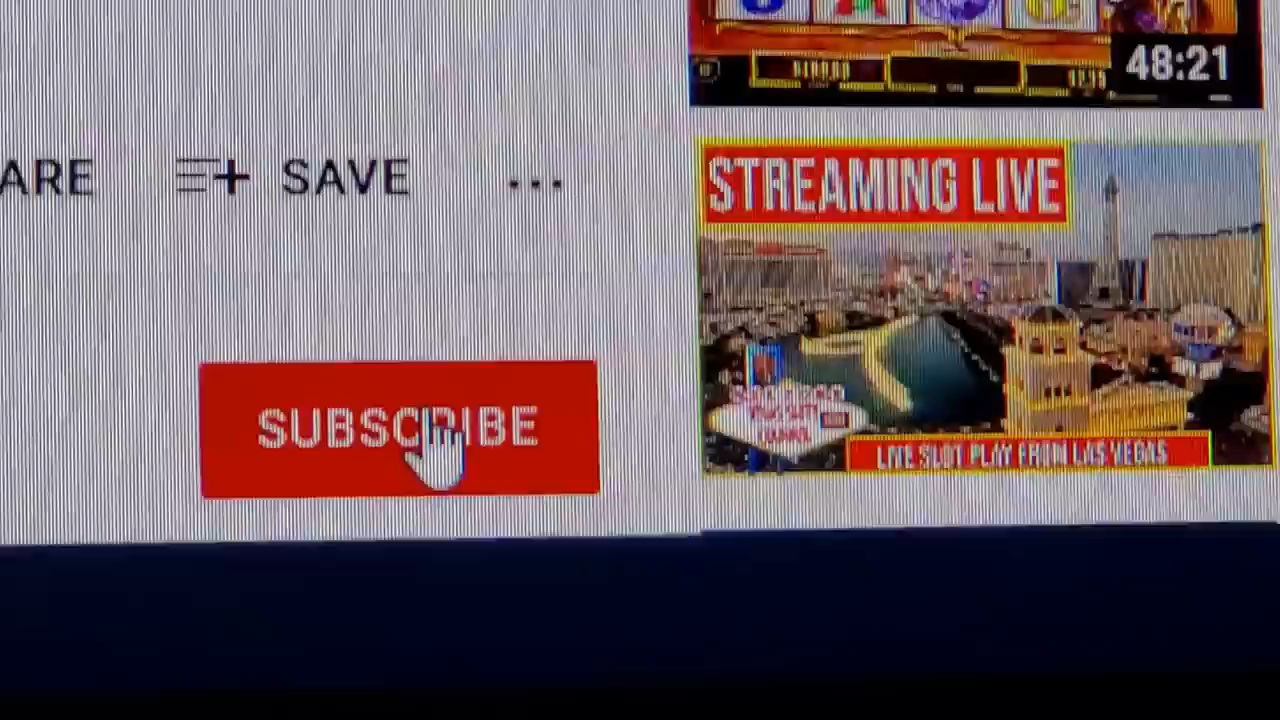 48:21
ARE
SAVE
...
STREAMING LIVE
SUBSCRIBE
LIVE SLOT PLAY FROM LAS VEGAS